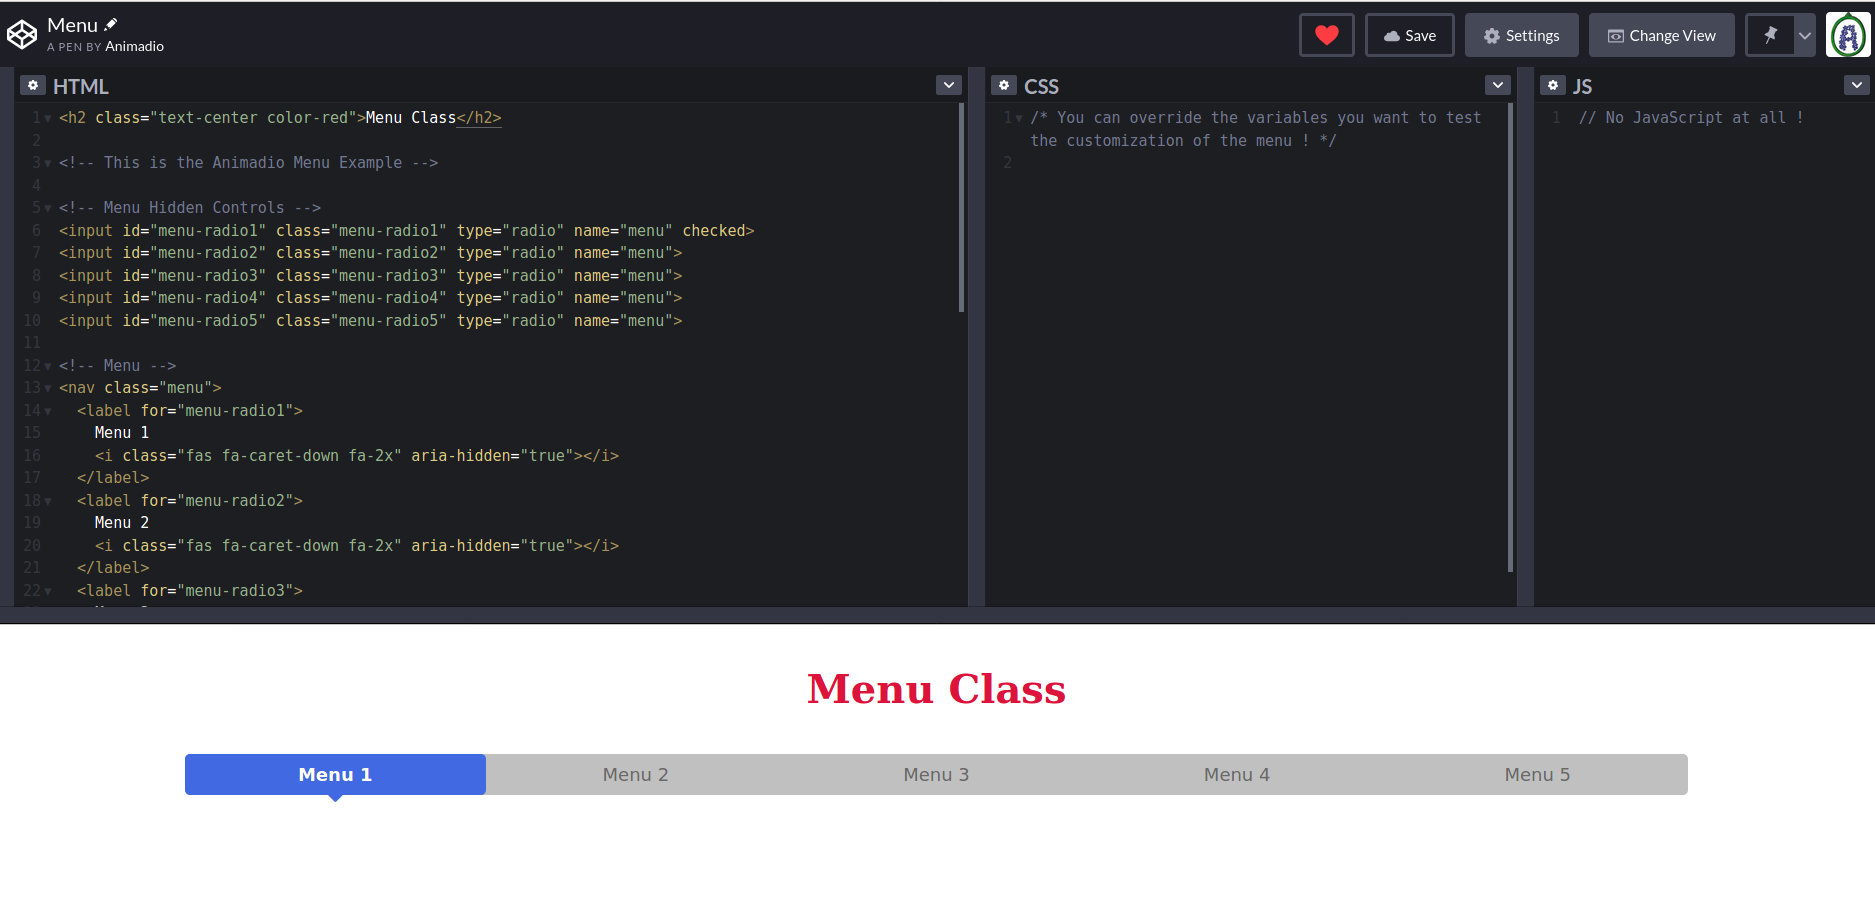 Menu
A PEN BY Animadio
Save
Settings
Change View
HTML
1 <h2 class="text-center color-red">Menu Class</h2>
2
3 <!-- This is the Animadio Menu Example -->
4
5 <!-- Menu Hidden Controls -->
6 <input id="menu-radio1" class="menu-radio1" type="radio" name="menu" checked>
7 <input id="menu-radio2" class="menu-radio2" type="radio" name="menu">
8 <input id="menu-radio3" class="menu-radio3" type="radio" name="menu">
9 <input id="menu-radio4" class="menu-radio4" type="radio" name="menu">
10 <input id="menu-radio5" class="menu-radio5" type="radio" name="menu">
11
12 <!-- Menu -->
13 <nav class="menu">
14 <label for="menu-radio1">
15 Menu 1
16 <i class="fas fa-caret-down fa-2x" aria-hidden="true"></i>
17 </label>
18 <label for="menu-radio2">
19 Menu 2
20 <i class="fas fa-caret-down fa-2x" aria-hidden="true"></i>
21 </label>
22 <label for="menu-radio3">
CSS
1 /* You can override the variables you want to test
the customization of the menu ! */
2
JS
1 // No JavaScript at all !
Menu Class
Menu 1 Menu 2 Menu 3 Menu 4 Menu 5